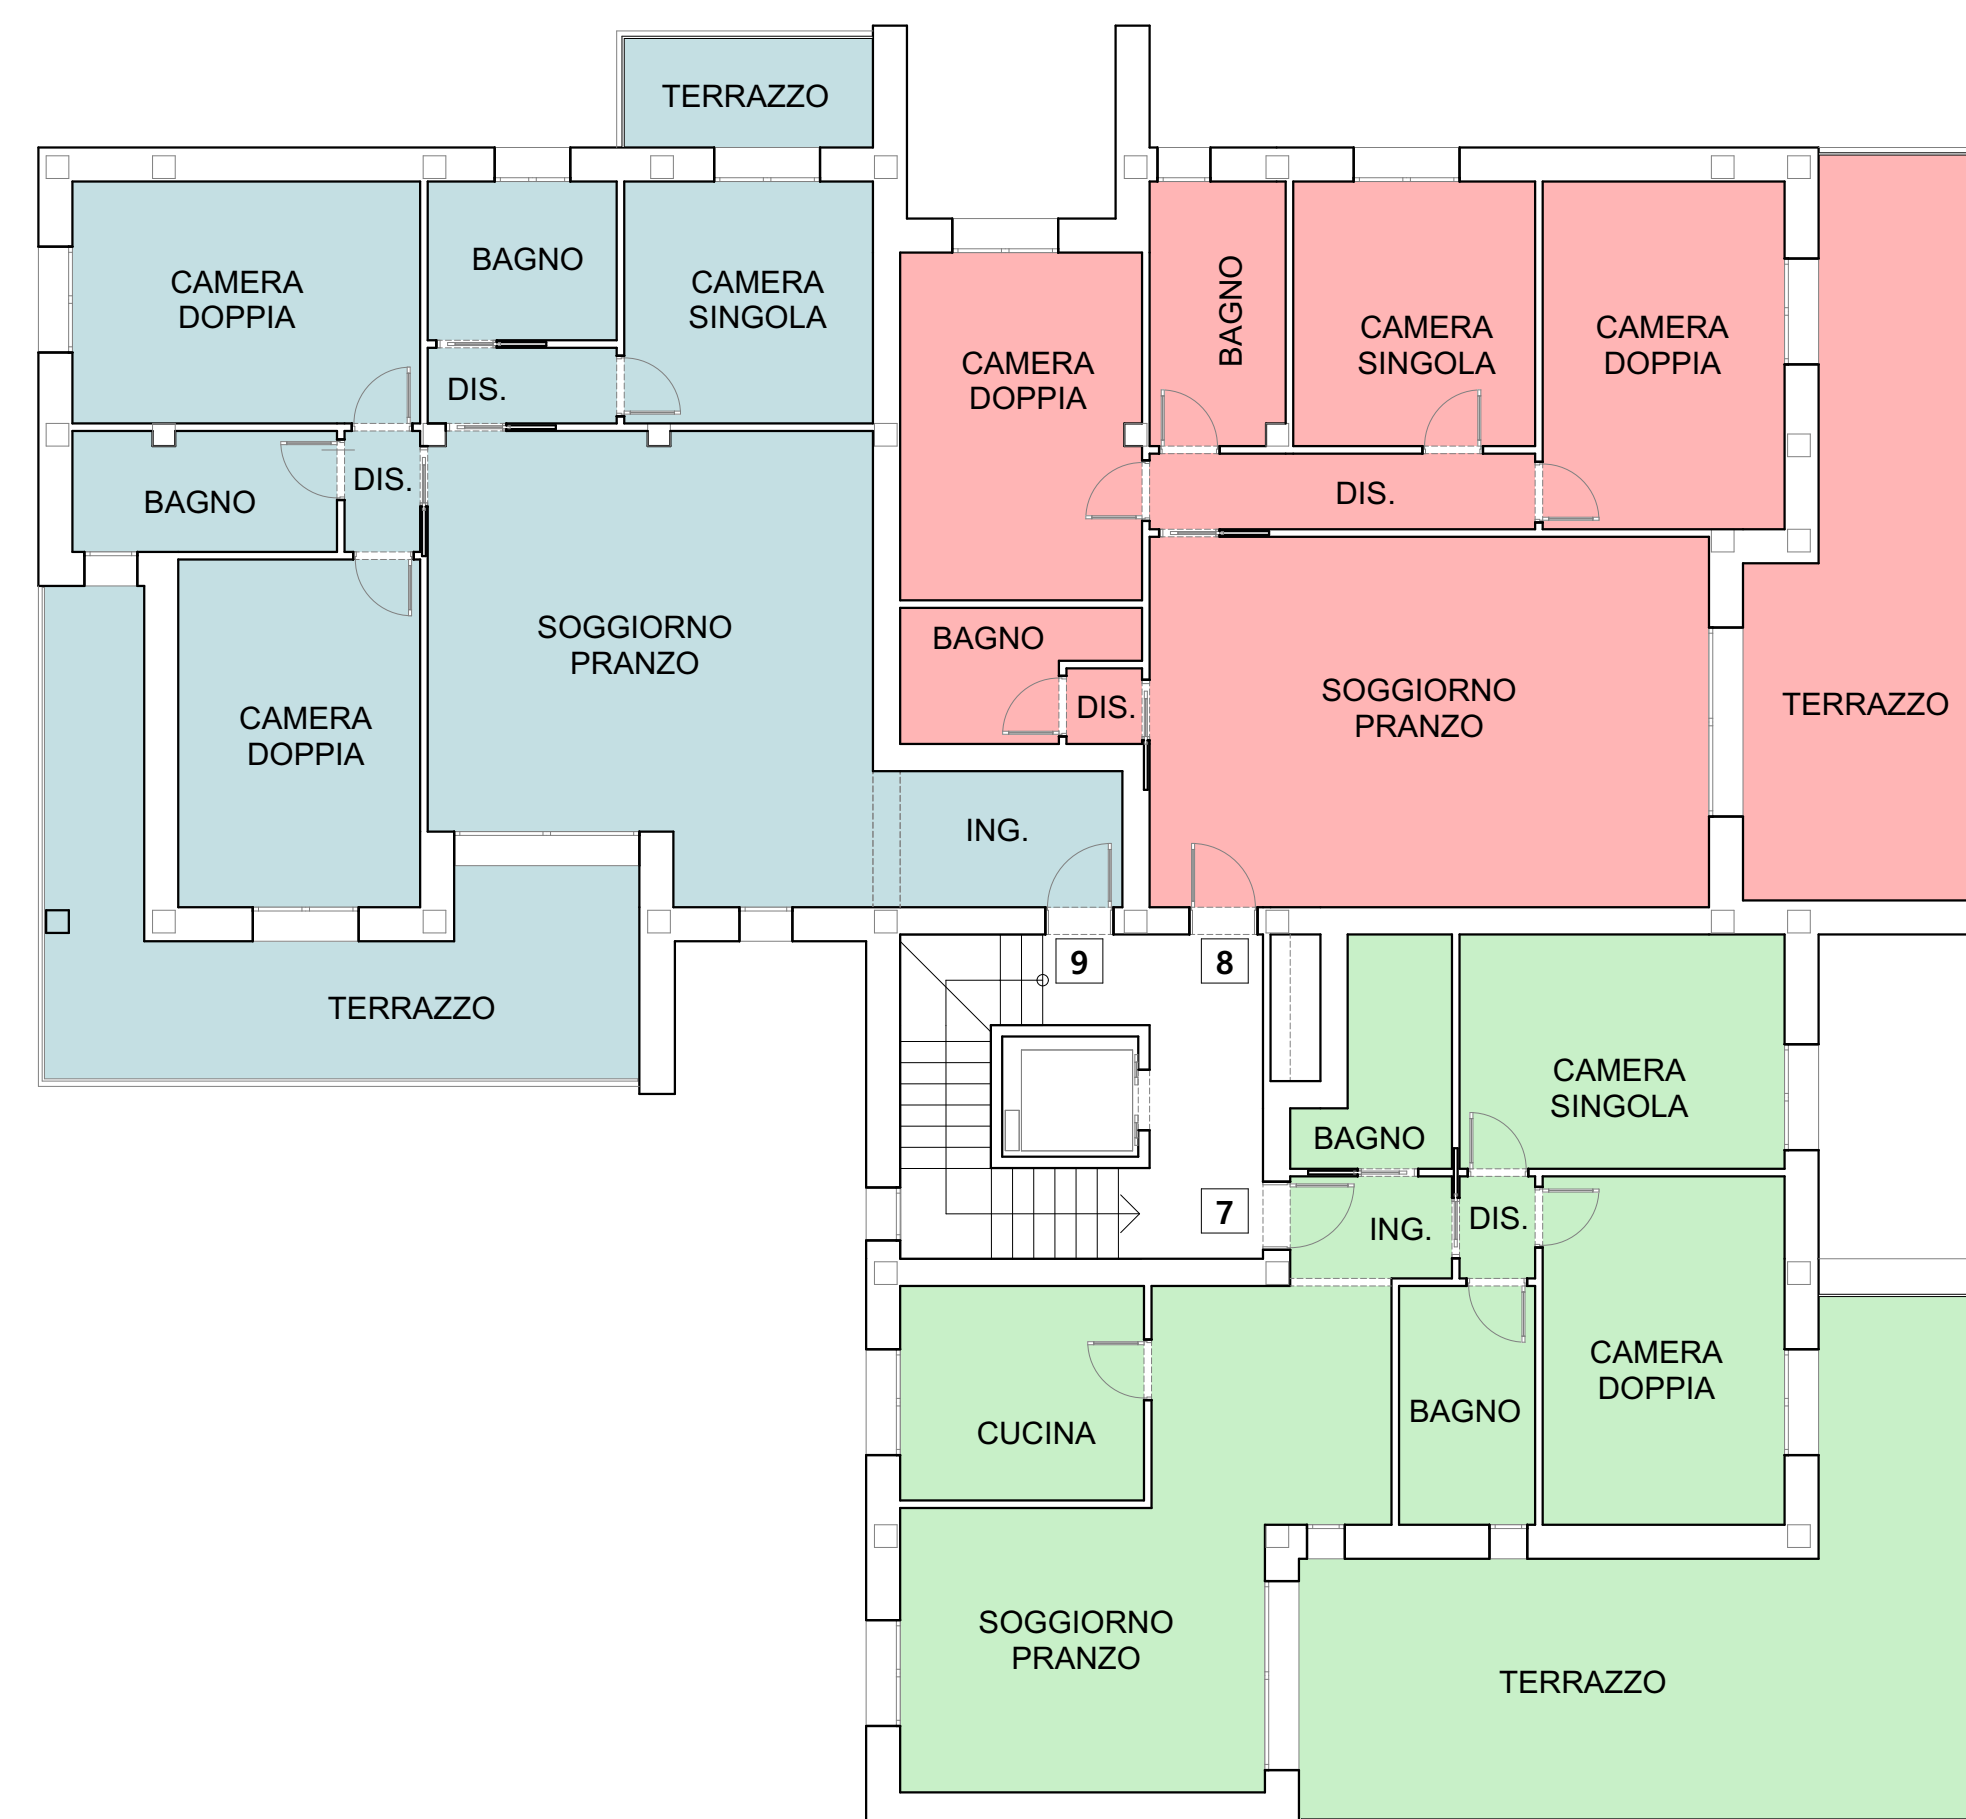 TERRAZZO
CAMERA
DOPPIA
BAGNO
CAMERA
SINGOLA
DIS.
BAGNO
DIS.
SOGGIORNO
PRANZO
CAMERA
DOPPIA
ING.
TERRAZZO
CAMERA
DOPPIA
BAGNO
CAMERA
SINGOLA
CAMERA
DOPPIA
DIS.
BAGNO
DIS.
SOGGIORNO
PRANZO
TERRAZZO
9
8
7
BAGNO
CAMERA
SINGOLA
ING.
DIS.
CAMERA
DOPPIA
BAGNO
CUCINA
SOGGIORNO
PRANZO
TERRAZZO